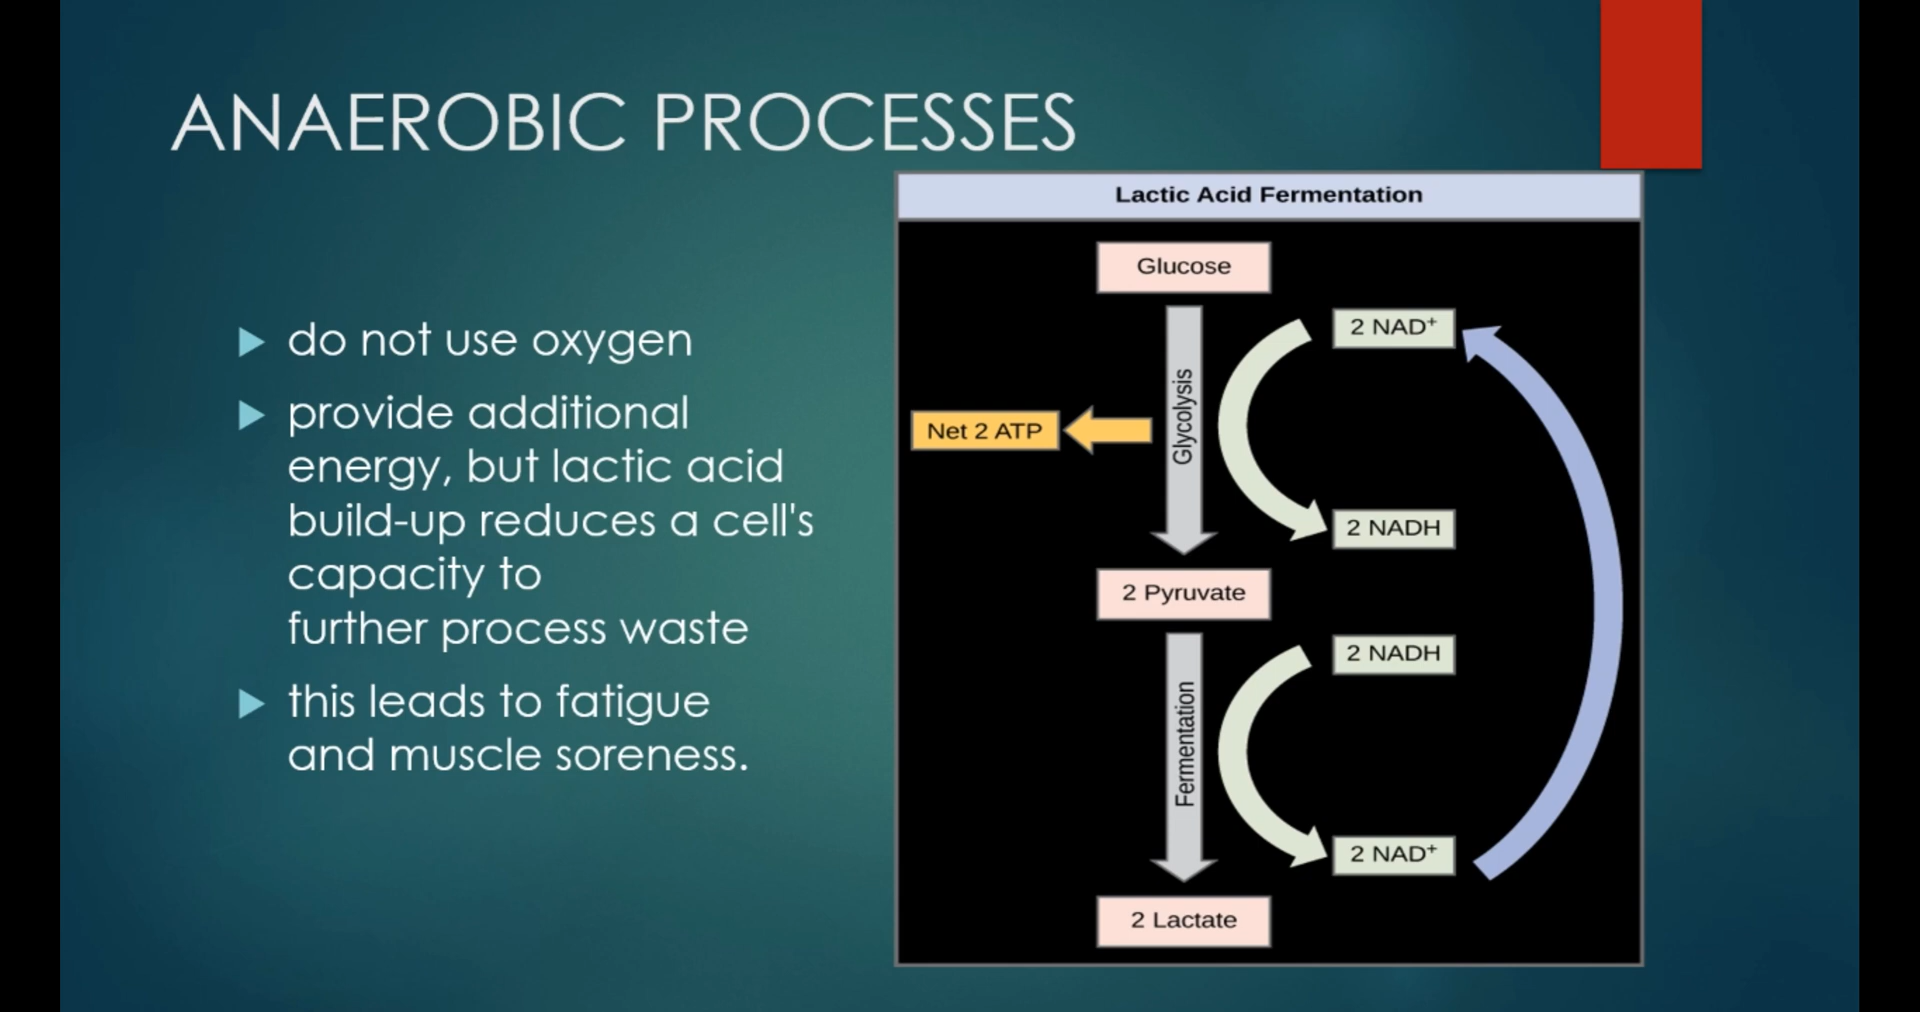 ANAEROBIC PROCESSES
do not use oxygen
provide additional
energy, but lactic acid
build-up reduces a cell's
capacity to
further process waste
this leads to fatigue
and muscle soreness.
Lactic Acid Fermentation
Glucose
2 NAD⁺
Glycolysis
Net 2 ATP
2 NADH
2 Pyruvate
2 NADH
Fermentation
2 NAD⁺
2 Lactate